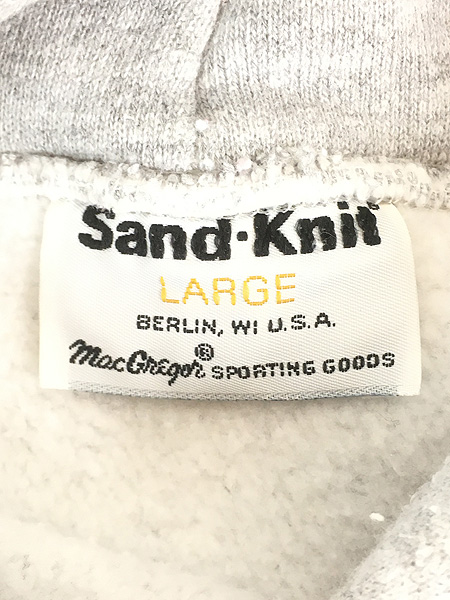 Sand·Knit
LARGE
BERLIN, WI U.S.A.
MacGregor® SPORTING GOODS